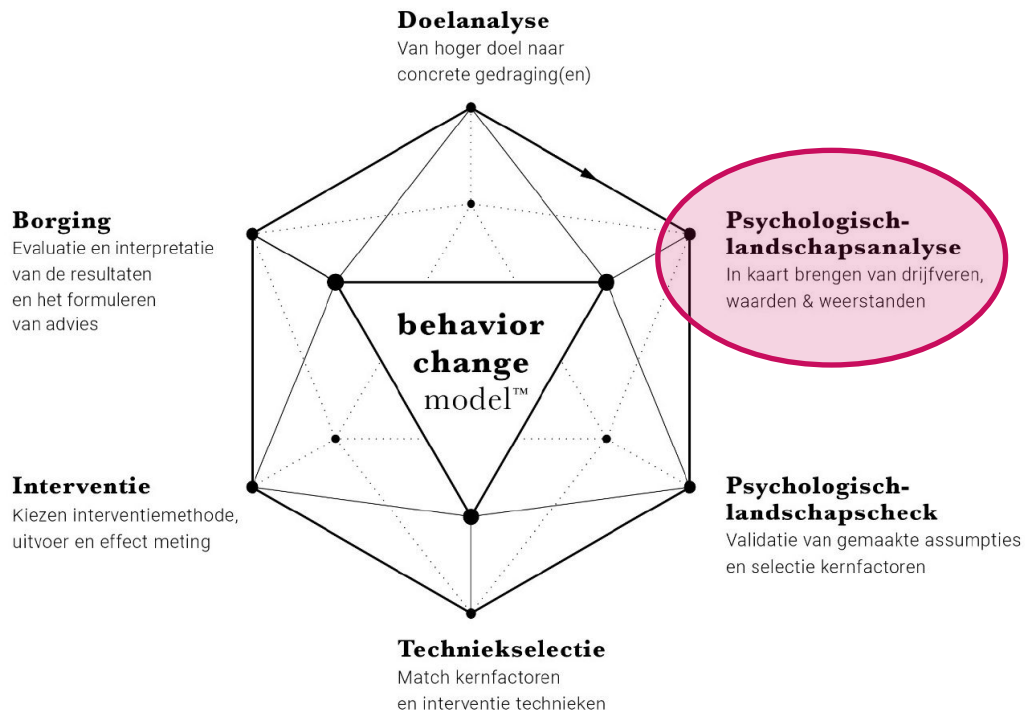 Doelanalyse
Van hoger doel naar
concrete gedraging(en)
Psychologisch-
landschapsanalyse
In kaart brengen van drijfveren,
waarden & weerstanden
Psychologisch-
landschapscheck
Validatie van gemaakte assumpties
en selectie kernfactoren
Techniekselectie
Match kernfactoren
en interventie technieken
Interventie
Kiezen interventiemethode,
uitvoer en effect meting
Borging
Evaluatie en interpretatie
van de resultaten
en het formuleren
van advies
behavior
change
model™